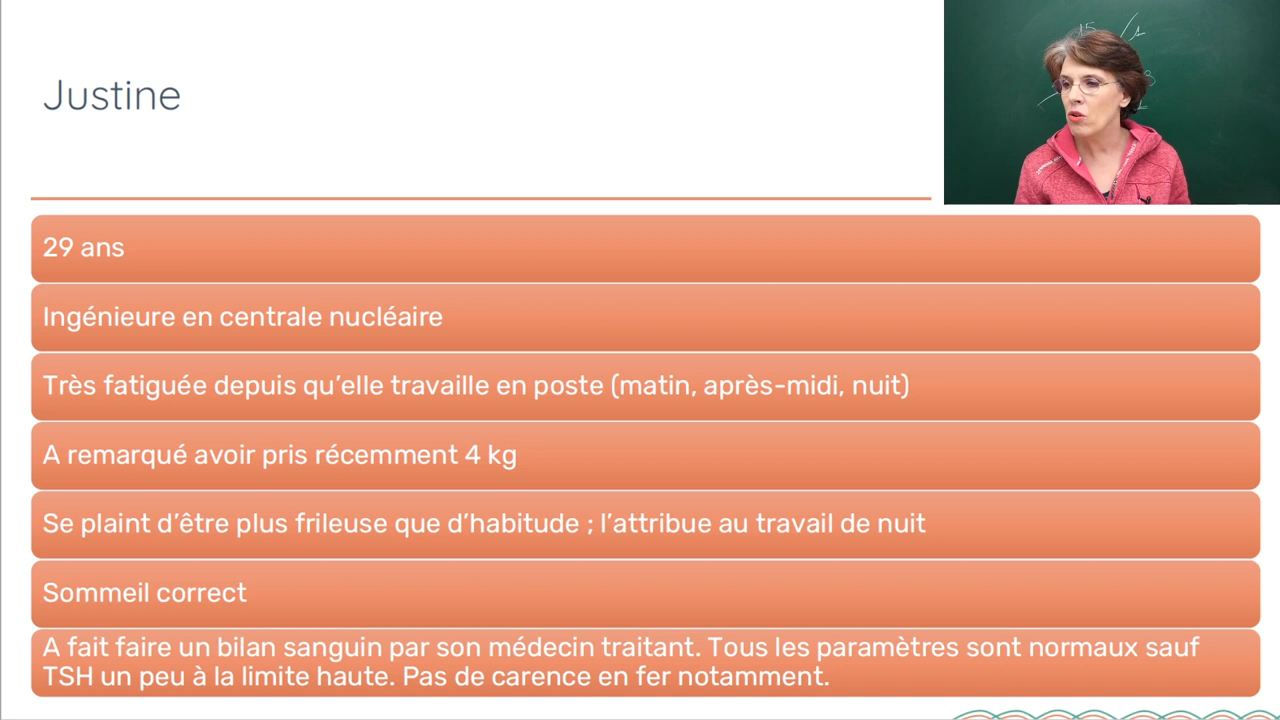 Justine
29 ans
Ingénieure en centrale nucléaire
Très fatiguée depuis qu’elle travaille en poste (matin, après-midi, nuit)
A remarqué avoir pris récemment 4 kg
Se plaint d’être plus frileuse que d’habitude ; l’attribue au travail de nuit
Sommeil correct
A fait faire un bilan sanguin par son médecin traitant. Tous les paramètres sont normaux sauf
TSH un peu à la limite haute. Pas de carence en fer notamment.